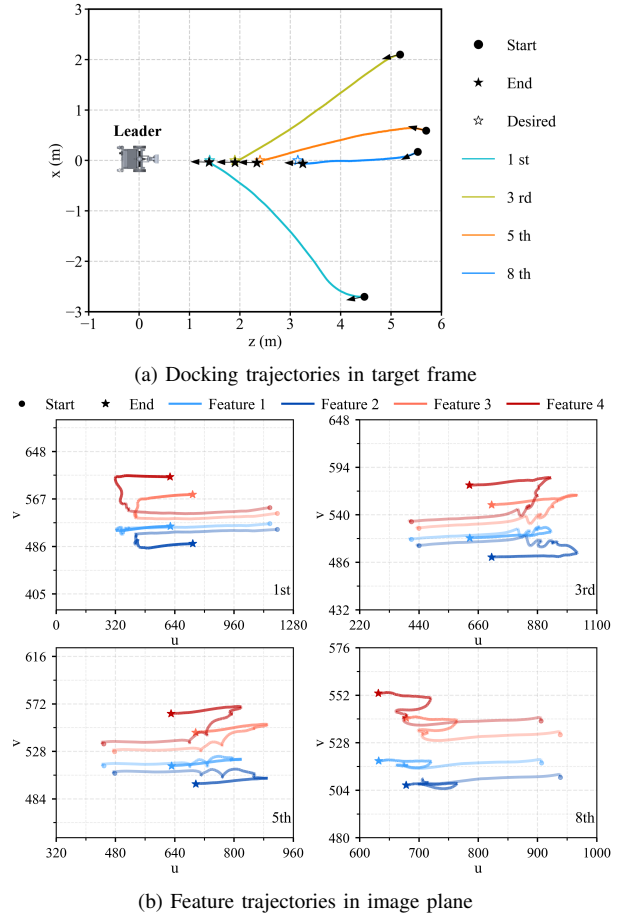 3
2
1
0
−1
−2
−3
x (m)
Leader
−1 0 1 2 3 4 5 6
z (m)
Start
End
Desired
1 st
3 rd
5 th
8 th
(a) Docking trajectories in target frame
Start End Feature 1 Feature 2 Feature 3 Feature 4
648
567
486
405
v
1st
0 320 640 960 1280
u
648
594
540
486
432
v
3rd
220 440 660 880 1100
u
616
572
528
484
v
5th
320 480 640 800 960
u
576
552
528
504
480
v
8th
600 700 800 900 1000
u
(b) Feature trajectories in image plane